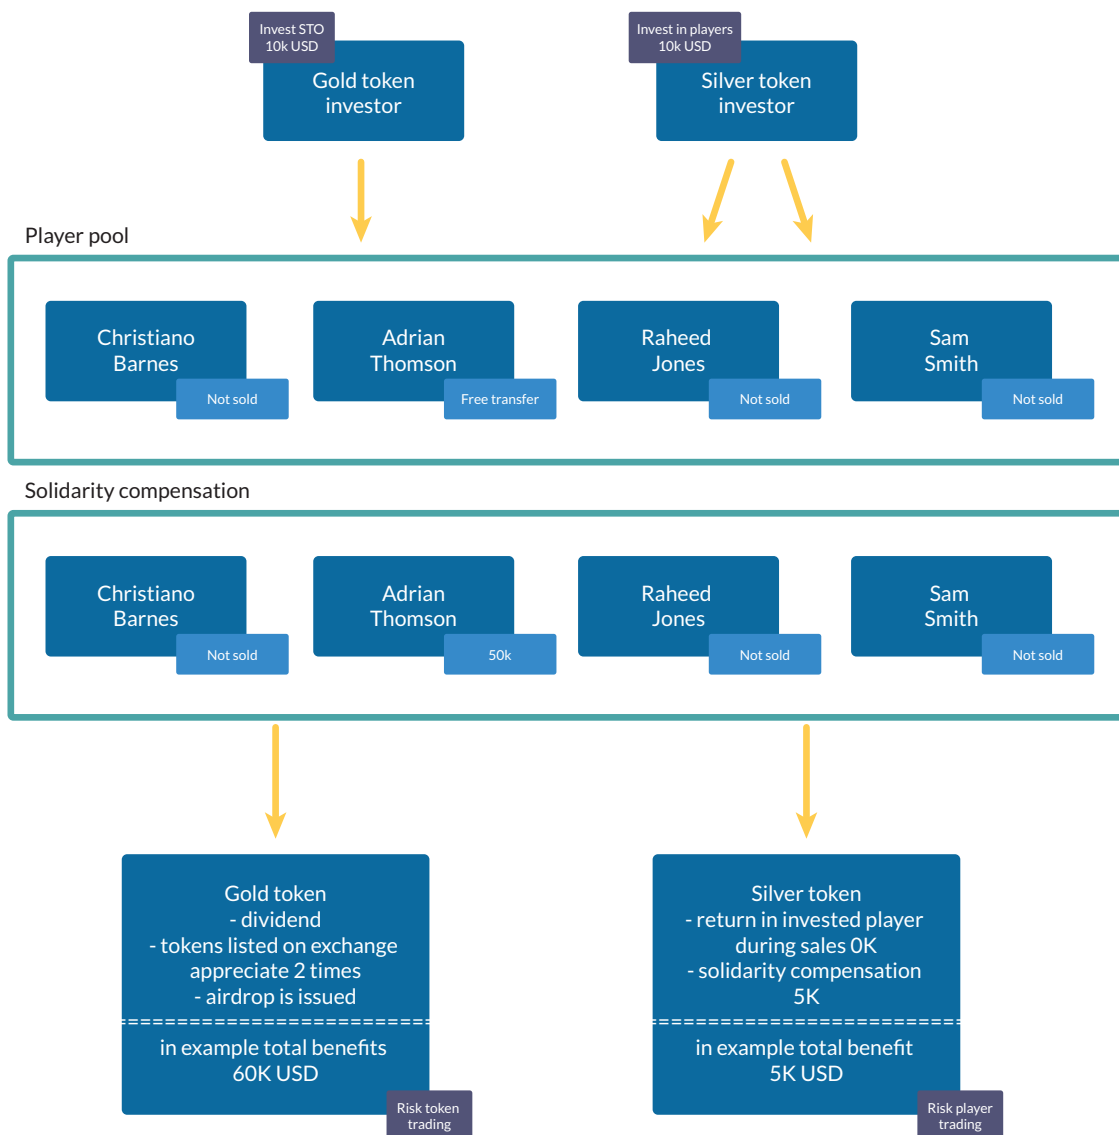 Invest STO
10k USD
Gold token
investor
Invest in players
10k USD
Silver token
investor
Player pool
Christiano
Barnes
Not sold
Adrian
Thomson
Free transfer
Raheed
Jones
Not sold
Sam
Smith
Not sold
Solidarity compensation
Christiano
Barnes
Not sold
Adrian
Thomson
50k
Raheed
Jones
Not sold
Sam
Smith
Not sold
Gold token
- dividend
- tokens listed on exchange
appreciate 2 times
- airdrop is issued
in example total benefits
60K USD
Risk token
trading
Silver token
- return in invested player
during sales 0K
- solidarity compensation
5K
in example total benefit
5K USD
Risk player
trading